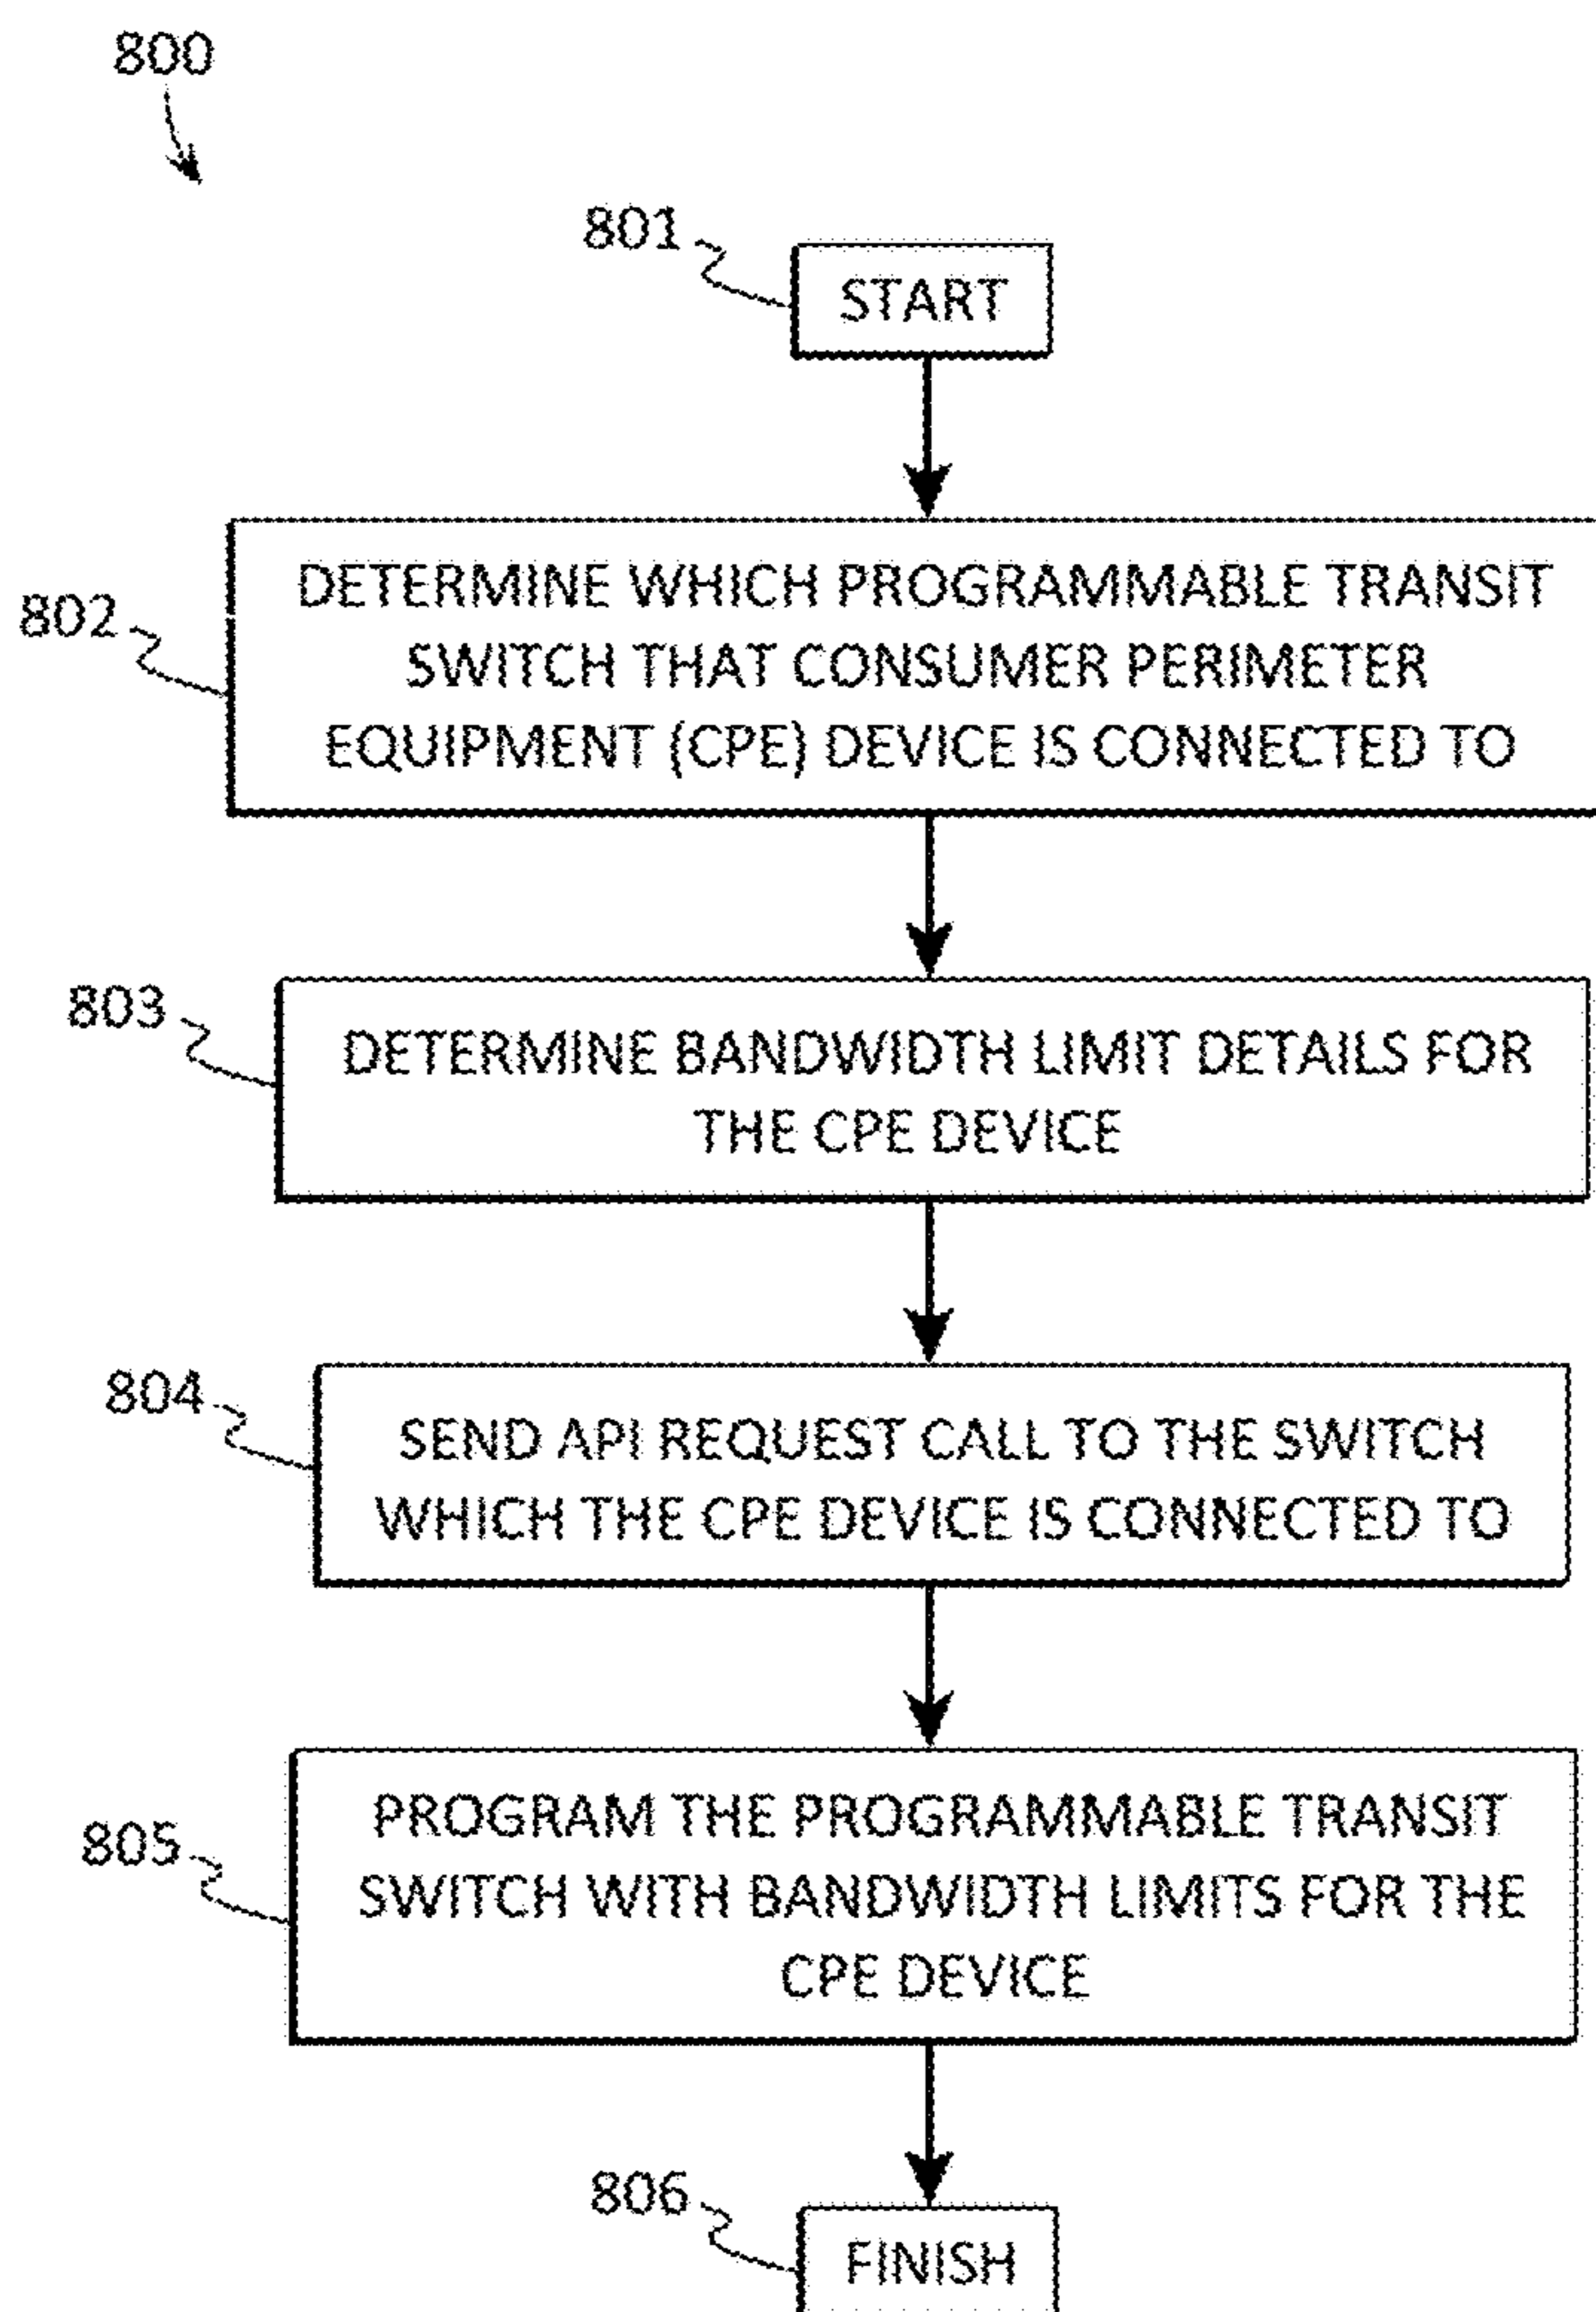 800
801
START
802
DETERMINE WHICH PROGRAMMABLE TRANSIT
SWITCH THAT CONSUMER PERIMETER
EQUIPMENT (CPE) DEVICE IS CONNECTED TO
803
DETERMINE BANDWIDTH LIMIT DETAILS FOR
THE CPE DEVICE
804
SEND API REQUEST CALL TO THE SWITCH
WHICH THE CPE DEVICE IS CONNECTED TO
805
PROGRAM THE PROGRAMMABLE TRANSIT
SWITCH WITH BANDWIDTH LIMITS FOR THE
CPE DEVICE
806
FINISH